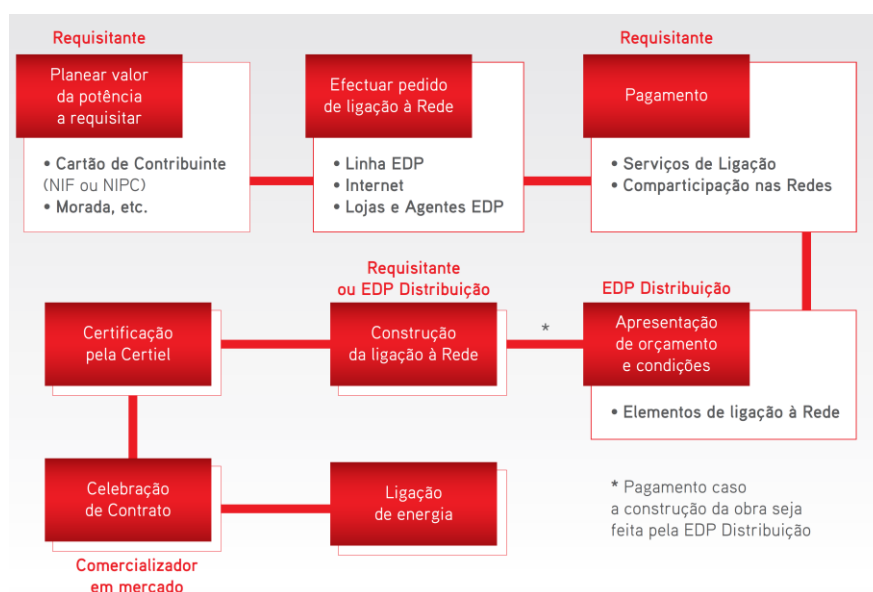 Requisitante
Planear valor
da potência
a requisitar
• Cartão de Contribuinte
(NIF ou NIPC)
• Morada, etc.
Efectuar pedido
de ligação à Rede
• Linha EDP
• Internet
• Lojas e Agentes EDP
Requisitante
Pagamento
• Serviços de Ligação
• Comparticipação nas Redes
EDP Distribuição
Apresentação
de orçamento
e condições
• Elementos de ligação à Rede
*
Requisitante
ou EDP Distribuição
Construção
da ligação à Rede
Certificação
pela Certiel
Celebração
de Contrato
Comercializador
em mercado
Ligação
de energia
* Pagamento caso
a construção da obra seja
feita pela EDP Distribuição